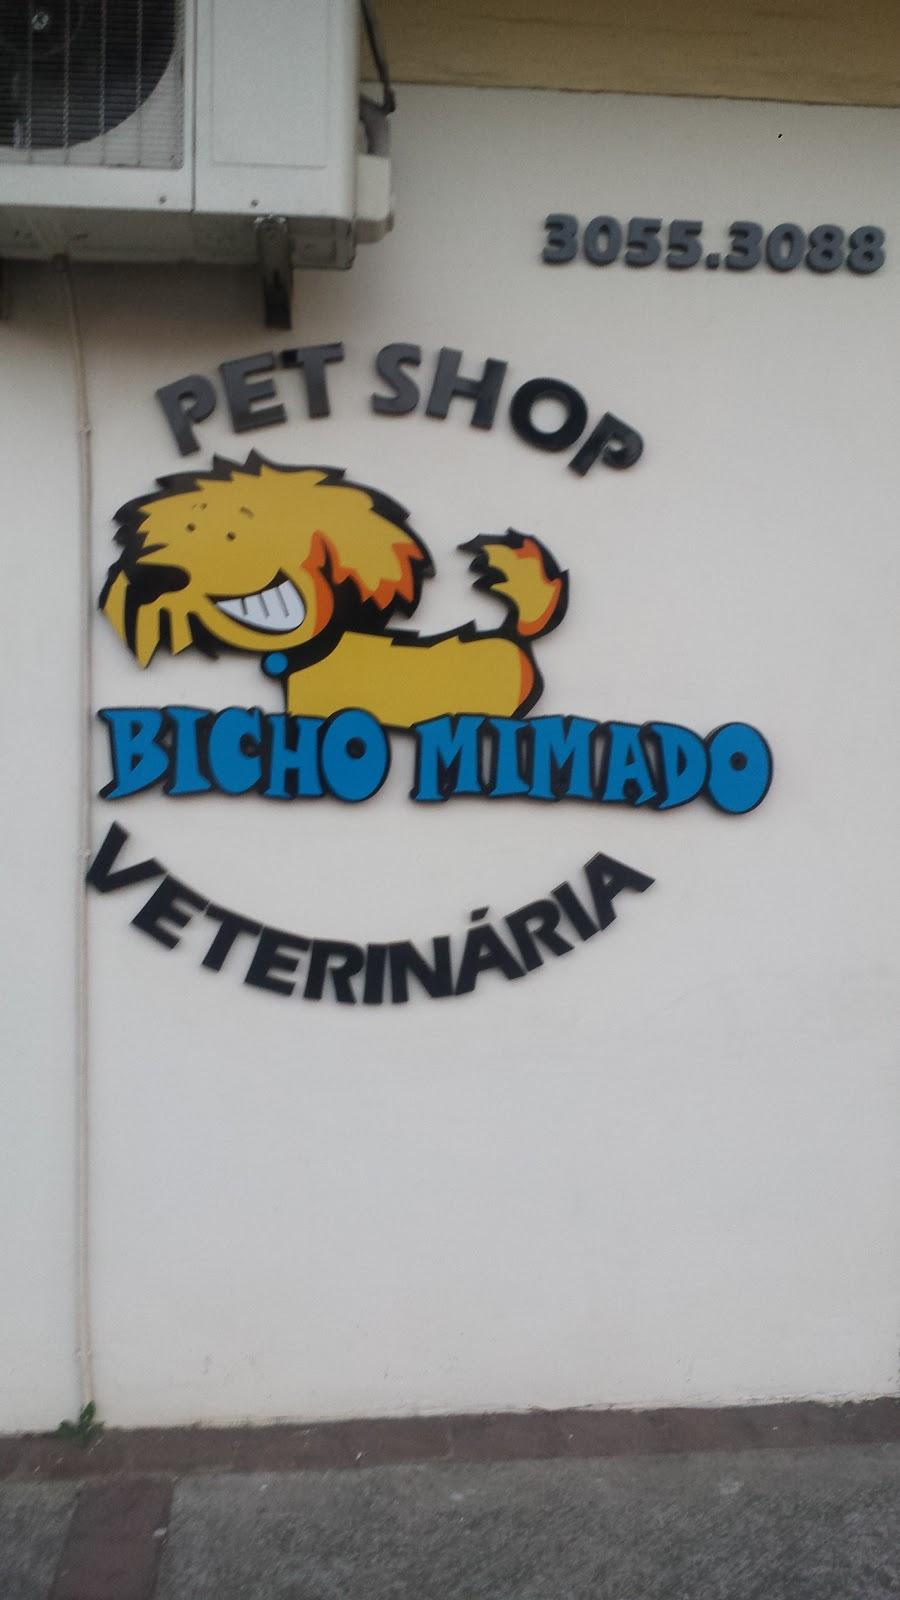 3055.3088
PET SHOP
BICHO MIMADO
VETERINÁRIA